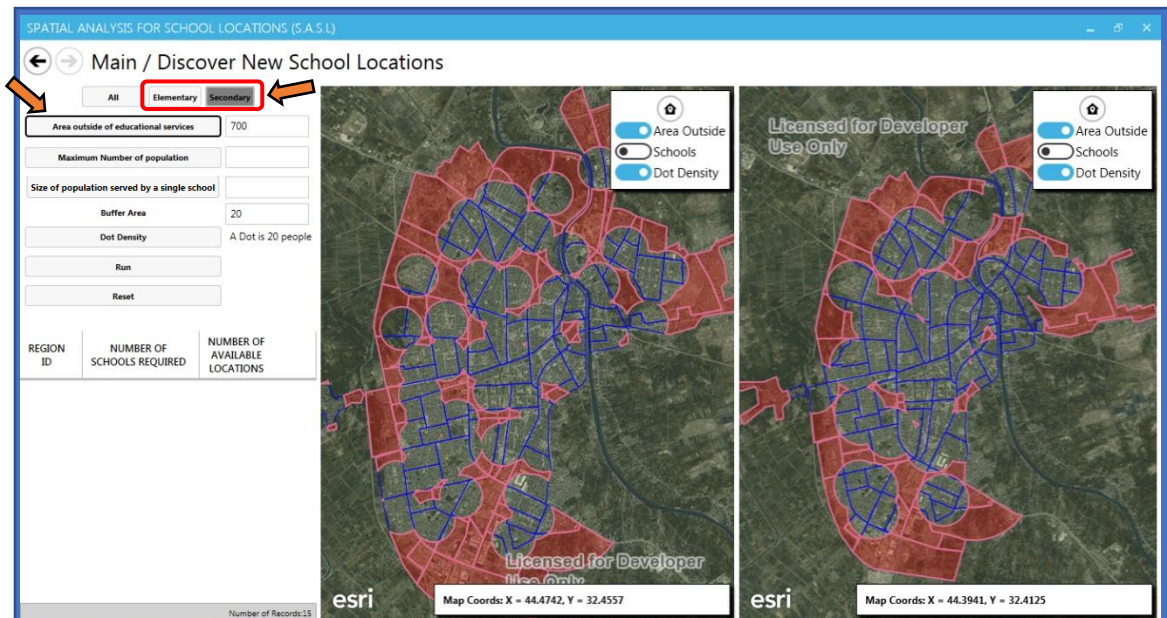 SPATIAL ANALYSIS FOR SCHOOL LOCATIONS (S.A.S.L)
Main / Discover New School Locations
All
Elementary
Secondary
Area outside of educational services
700
Maximum Number of population
Size of population served by a single school
Buffer Area
20
Dot Density
A Dot is 20 people
Run
Reset
REGION
ID
NUMBER OF
SCHOOLS REQUIRED
NUMBER OF
AVAILABLE
LOCATIONS
Number of Records:15
Area Outside
Schools
Dot Density
Licensed for Developer
Use Only
esri
Map Coords: X = 44.4742, Y = 32.4557
Licensed for Developer
Use Only
Area Outside
Schools
Dot Density
esri
Map Coords: X = 44.3941, Y = 32.4125